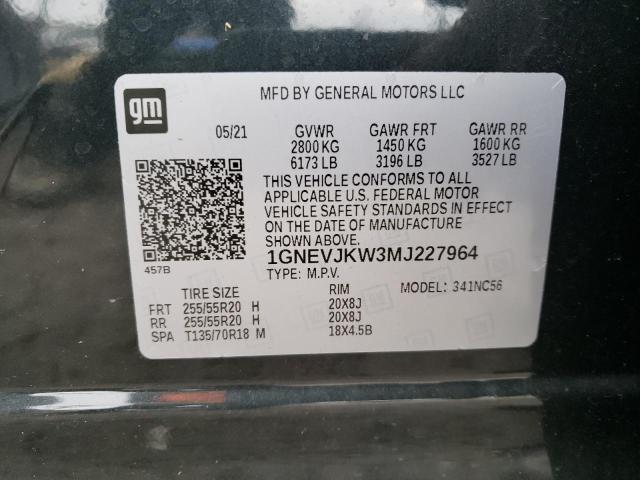 gm
MFD BY GENERAL MOTORS LLC
05/21 GVWR GAWR FRT GAWR RR
2800 KG 1450 KG 1600 KG
6173 LB 3196 LB 3527 LB
THIS VEHICLE CONFORMS TO ALL
APPLICABLE U.S. FEDERAL MOTOR
VEHICLE SAFETY STANDARDS IN EFFECT
ON THE DATE OF MANUFACTURE
SHOWN ABOVE.
1GNEVJKW3MJ227964
457B
TYPE: M.P.V.
TIRE SIZE RIM MODEL: 341NC56
FRT 255/55R20 H 20X8J
RR 255/55R20 H 20X8J
SPA T135/70R18 M 18X4.5B